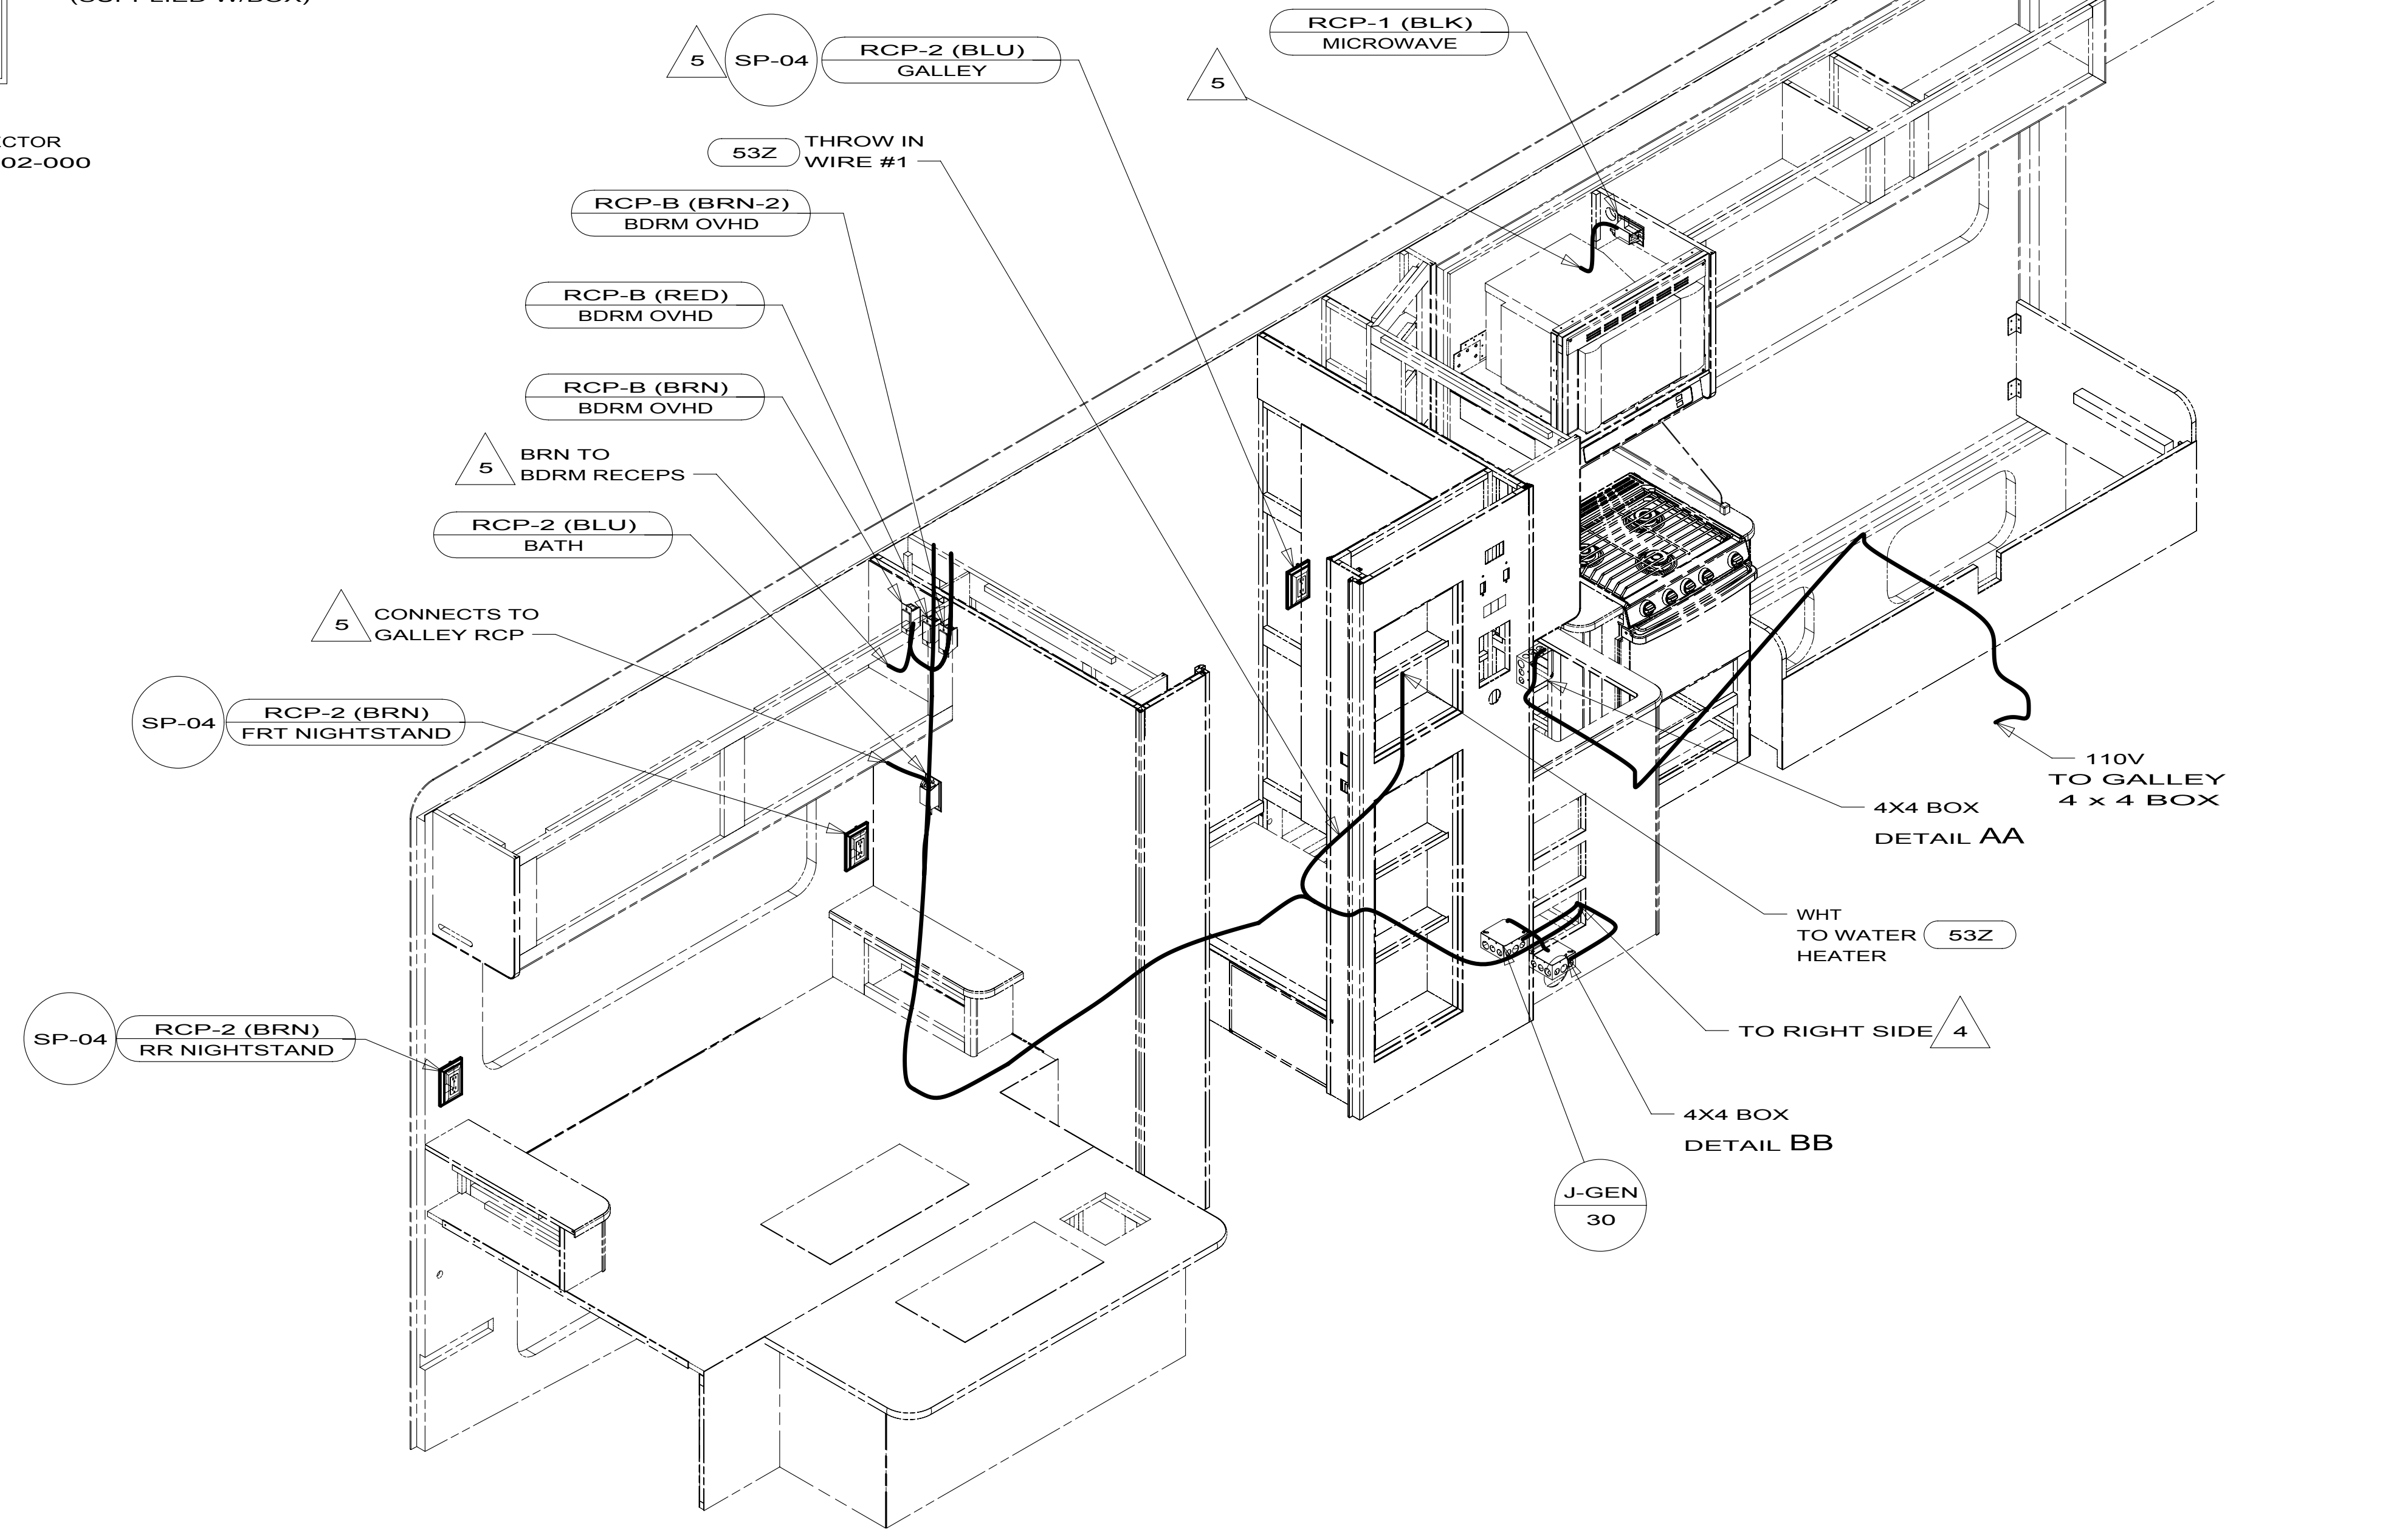 (SUPPLIED W/BOX)
02-000
5
SP-04
RCP-2 (BLU)
GALLEY
RCP-1 (BLK)
MICROWAVE
5
53Z
THROW IN
WIRE #1
RCP-B (BRN-2)
BDRM OVHD
RCP-B (RED)
BDRM OVHD
RCP-B (BRN)
BDRM OVHD
5
BRN TO
BDRM RECEPS
RCP-2 (BLU)
BATH
5
CONNECTS TO
GALLEY RCP
SP-04
RCP-2 (BRN)
FRT NIGHTSTAND
SP-04
RCP-2 (BRN)
RR NIGHTSTAND
110V
TO GALLEY
4 x 4 BOX
4X4 BOX
DETAIL AA
WHT
TO WATER
HEATER
53Z
TO RIGHT SIDE
4
4X4 BOX
DETAIL BB
J-GEN
30